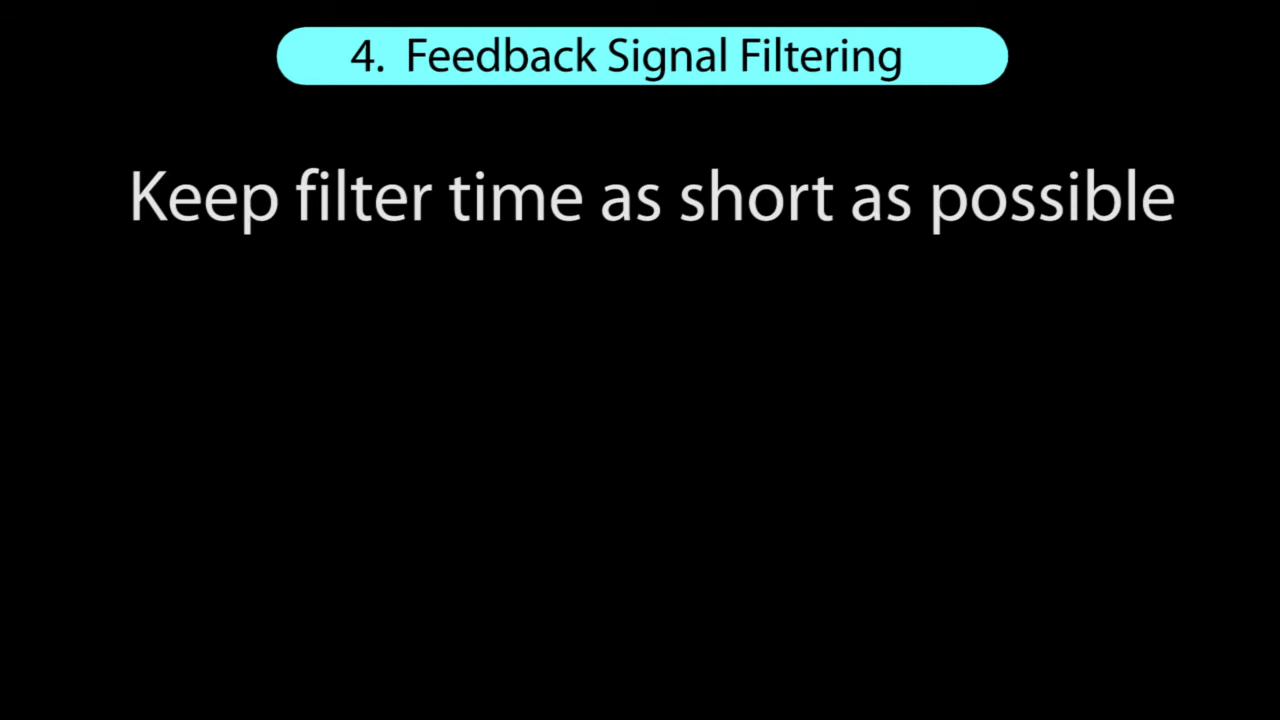 4. Feedback Signal Filtering
Keep filter time as short as possible